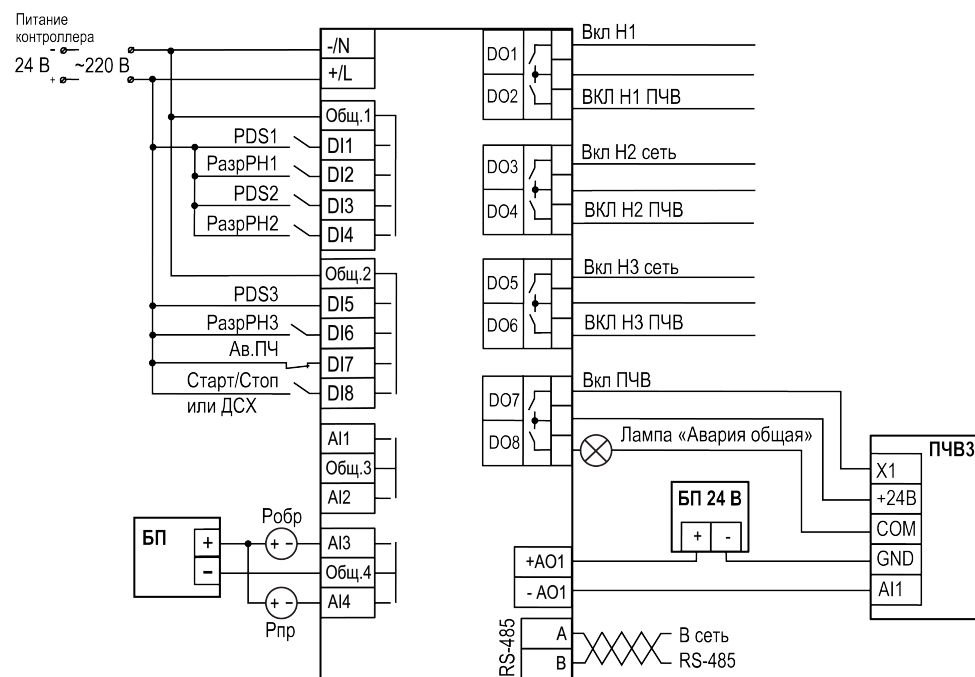 Питание
контроллера
-
24 В ~220 В
+
-/N
+/L
Общ.1
PDS1 DI1
РазрРН1 DI2
PDS2 DI3
РазрРН2 DI4
Общ.2
PDS3 DI5
РазрРН3 DI6
Ав.ПЧ DI7
Старт/Стоп DI8
или ДСХ
AI1
Общ.3
AI2
БП
+
−
Pобр
+ −
AI3
Общ.4
AI4
+ −
Pпр
DO1 Вкл Н1
DO2 ВКЛ Н1 ПЧВ
DO3 Вкл Н2 сеть
DO4 ВКЛ Н2 ПЧВ
DO5 Вкл Н3 сеть
DO6 ВКЛ Н3 ПЧВ
DO7 Вкл ПЧВ
DO8 Лампа «Авария общая»
БП 24 В
+ -
+AO1
- AO1
ПЧВ3
X1
+24В
COM
GND
AI1
RS-485
A В сеть
B RS-485